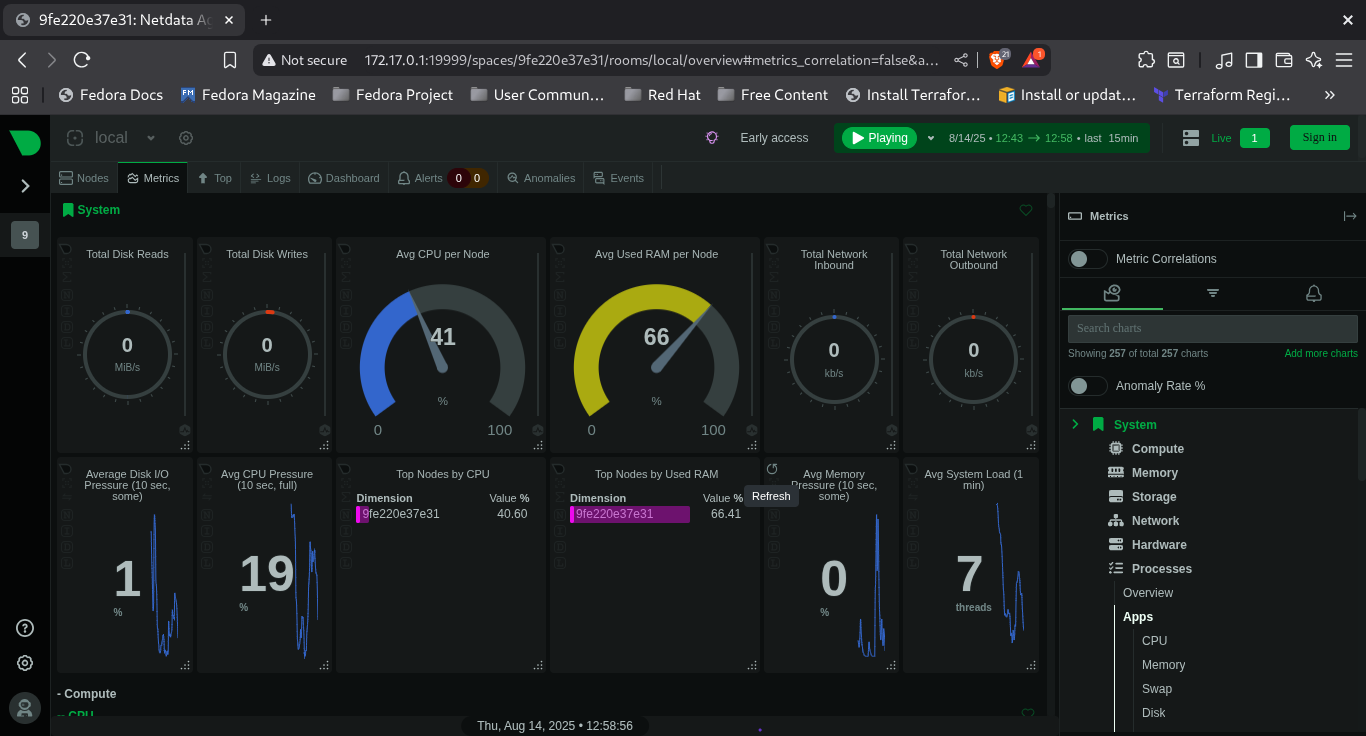 9fe220e37e31: Netdata Ag
Not secure 172.17.0.1:19999/spaces/9fe220e37e31/rooms/local/overview#metrics_correlation=false&a... 21 1
Fedora Docs Fedora Magazine Fedora Project User Commun... Red Hat Free Content Install Terrafor... Install or updat... Terraform Regi... »
local Early access Playing 8/14/25 • 12:43 → 12:58 • last 15min Live 1 Sign in
Nodes Metrics Top Logs Dashboard Alerts 0 0 Anomalies Events
9
System
Total Disk Reads
0
MiB/s
Total Disk Writes
0
MiB/s
Avg CPU per Node
41
%
0 100
Avg Used RAM per Node
66
%
0 100
Total Network
Inbound
0
kb/s
Total Network
Outbound
0
kb/s
Average Disk I/O
Pressure (10 sec,
some)
1
%
Avg CPU Pressure
(10 sec, full)
19
%
Top Nodes by CPU
Dimension Value %
9fe220e37e31 40.60
Top Nodes by Used RAM
Dimension Value %
9fe220e37e31 66.41
Refresh
Avg Memory
Pressure (10 sec,
some)
0
%
Avg System Load (1
min)
7
threads
- Compute
-- CPU
Thu, Aug 14, 2025 • 12:58:56
Metrics
Metric Correlations
Search charts
Showing 257 of total 257 charts Add more charts
Anomaly Rate %
System
Compute
Memory
Storage
Network
Hardware
Processes
Overview
Apps
CPU
Memory
Swap
Disk